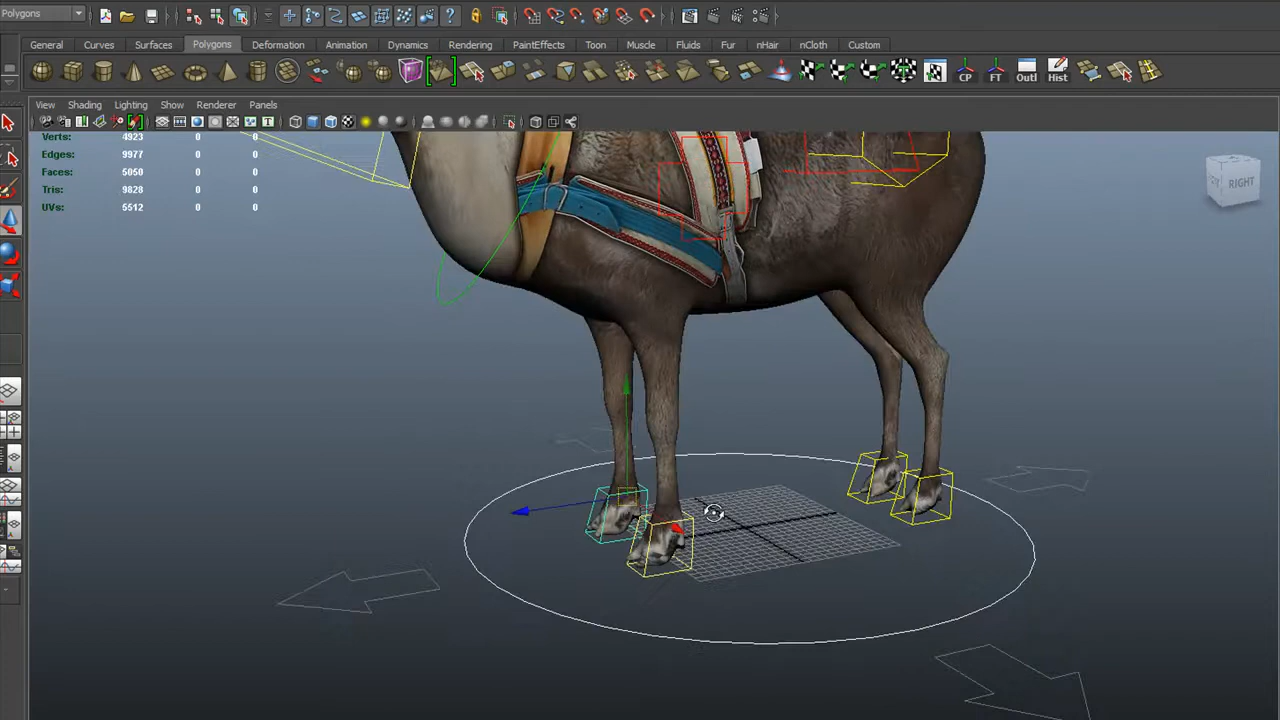 Polygons
General Curves Surfaces Polygons Deformation Animation Dynamics Rendering PaintEffects Toon Muscle Fluids Fur nHair nCloth Custom
CP FT Outl Hist
View Shading Lighting Show Renderer Panels
Verts: 4923 0 0
Edges: 9977 0 0
Faces: 5050 0 0
Tris: 9828 0 0
UVs: 5512 0 0
RIGHT